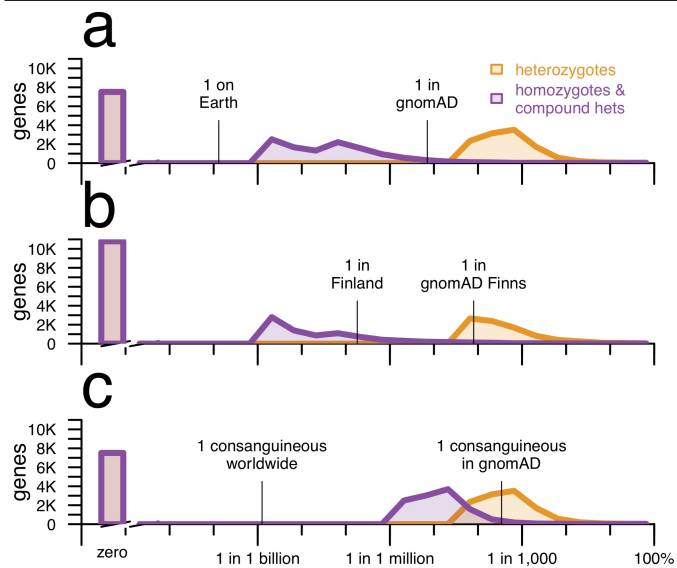 a
genes
10K
8K
6K
4K
2K
0
1 on
Earth
1 in
gnomAD
heterozygotes
homozygotes &
compound hets
b
genes
10K
8K
6K
4K
2K
0
1 in
Finland
1 in
gnomAD Finns
c
genes
10K
8K
6K
4K
2K
0
1 consanguineous
worldwide
1 consanguineous
in gnomAD
zero
1 in 1 billion
1 in 1 million
1 in 1,000
100%